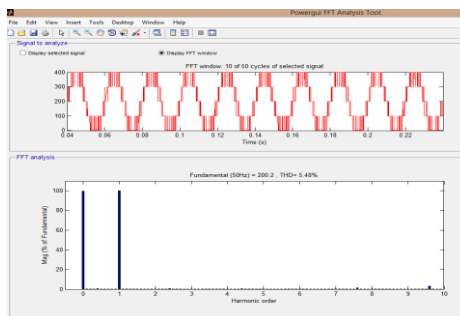 Powergui FFT Analysis Tool.
File Edit View Insert Tools Desktop Window Help
Signal to analyze
Display selected signal Display FFT window
FFT window: 10 of 50 cycles of selected signal
400
300
200
100
0
0.04 0.06 0.08 0.1 0.12 0.14 0.16 0.18 0.2 0.22
Time (s)
FFT analysis
Fundamental (50Hz) = 200.2 , THD= 5.48%
Mag (% of Fundamental)
100
80
60
40
20
0
0 1 2 3 4 5 6 7 8 9 10
Harmonic order